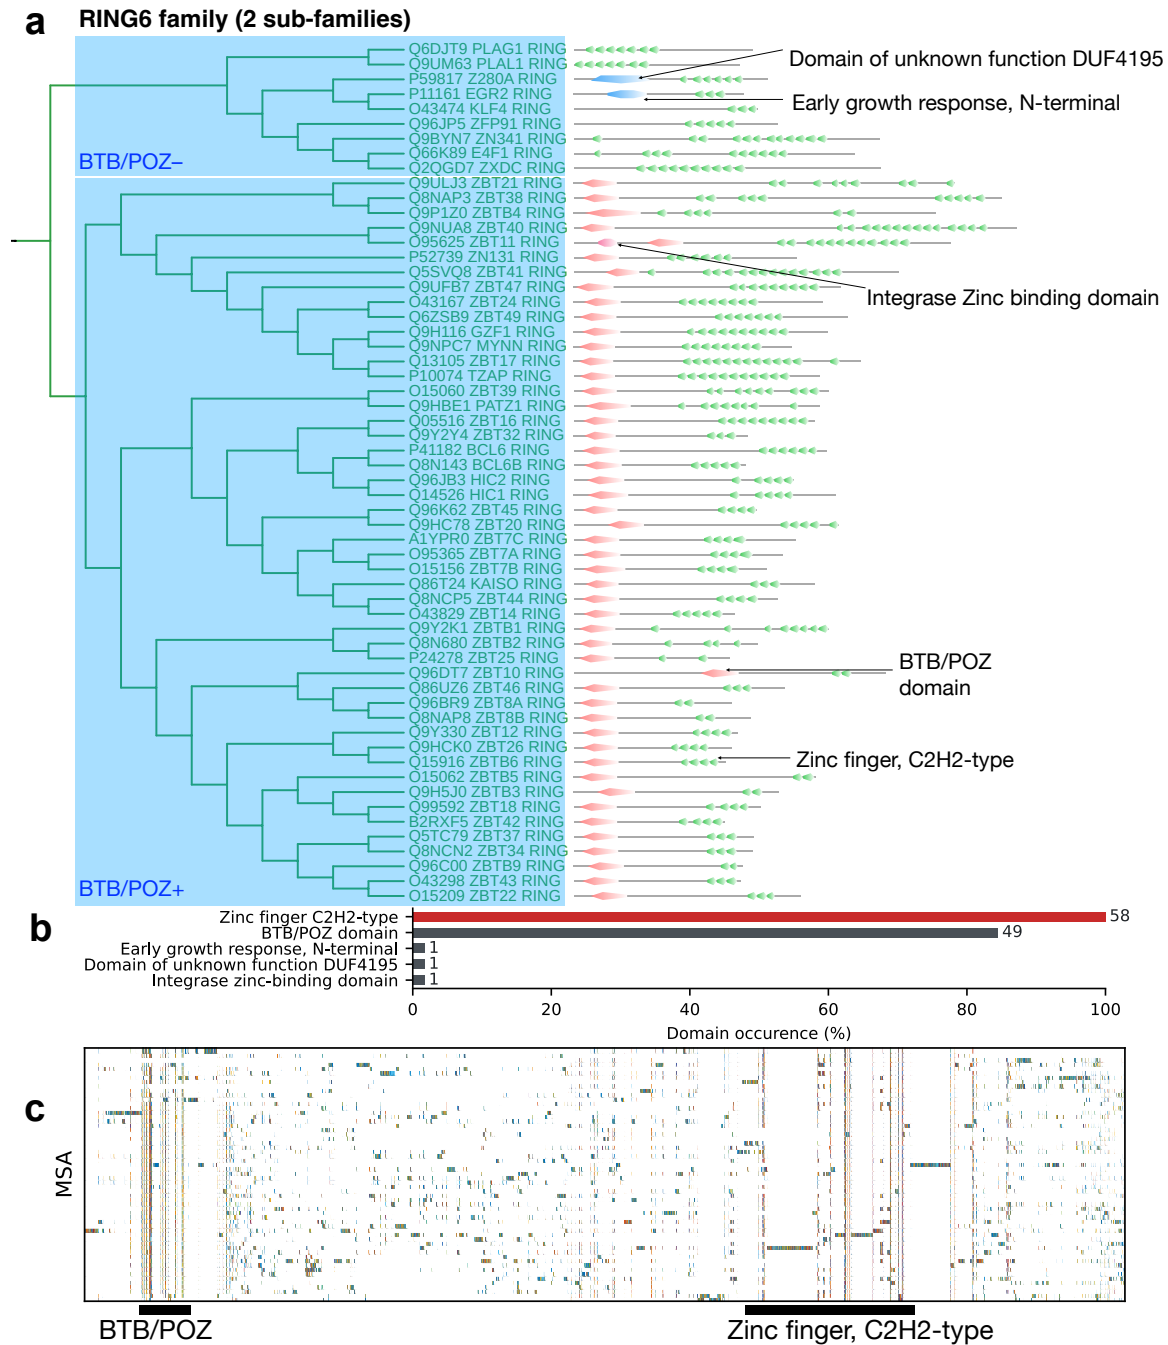 a
RING6 family (2 sub-families)
Q6DJT9 PLAG1 RING
Q9UM63 PLAL1 RING
P59817 Z280A RING
P11161 EGR2 RING
O43474 KLF4 RING
Q96JP5 ZFP91 RING
Q9BYN7 ZN341 RING
Q66K89 E4F1 RING
Q2QGD7 ZXDC RING
Domain of unknown function DUF4195
Early growth response, N-terminal
BTB/POZ–
Q9ULJ3 ZBT21 RING
Q8NAP3 ZBT38 RING
Q9P1Z0 ZBTB4 RING
Q9NUA8 ZBT40 RING
O95625 ZBT11 RING
P52739 ZN131 RING
Q5SVQ8 ZBT41 RING
Q9UFB7 ZBT47 RING
O43167 ZBT24 RING
Q6ZSB9 ZBT49 RING
Q9H116 GZF1 RING
Q9NPC7 MYNN RING
Q13105 ZBT17 RING
P10074 TZAP RING
O15060 ZBT39 RING
Q9HBE1 PATZ1 RING
Q05516 ZBT16 RING
Q9Y2Y4 ZBT32 RING
P41182 BCL6 RING
Q8N143 BCL6B RING
Q96JB3 HIC2 RING
Q14526 HIC1 RING
Q96K62 ZBT45 RING
Q9HC78 ZBT20 RING
A1YPR0 ZBT7C RING
O95365 ZBT7A RING
O15156 ZBT7B RING
Q86T24 KAISO RING
Q8NCP5 ZBT44 RING
O43829 ZBT14 RING
Q9Y2K1 ZBTB1 RING
Q8N680 ZBTB2 RING
P24278 ZBT25 RING
Q96DT7 ZBT10 RING
Q86UZ6 ZBT46 RING
Q96BR9 ZBT8A RING
Q8NAP8 ZBT8B RING
Q9Y330 ZBT12 RING
Q9HCK0 ZBT26 RING
Q15916 ZBTB6 RING
O15062 ZBTB5 RING
Q9H5J0 ZBTB3 RING
Q99592 ZBT18 RING
B2RXF5 ZBT42 RING
Q5TC79 ZBT37 RING
Q8NCN2 ZBT34 RING
Q96C00 ZBTB9 RING
O43298 ZBT43 RING
O15209 ZBT22 RING
Integrase Zinc binding domain
BTB/POZ
domain
Zinc finger, C2H2-type
BTB/POZ+
b
Zinc finger C2H2-type
58
BTB/POZ domain
49
Early growth response, N-terminal
1
Domain of unknown function DUF4195
1
Integrase zinc-binding domain
1
0 20 40 60 80 100
Domain occurence (%)
c
MSA
BTB/POZ
Zinc finger, C2H2-type